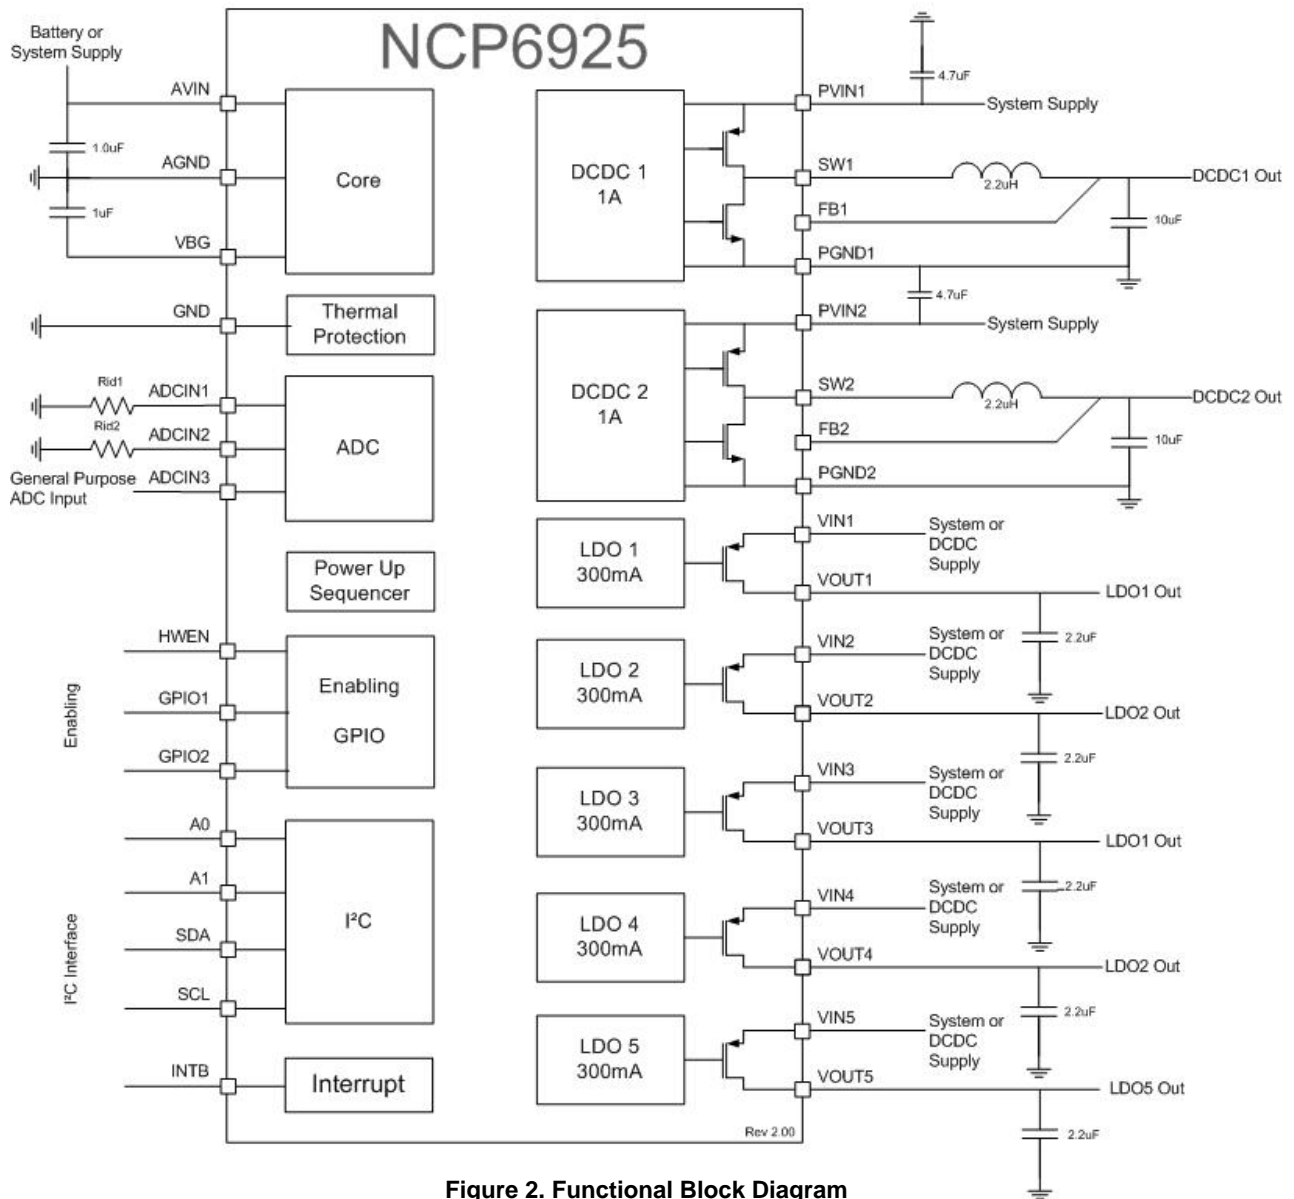 NCP6925
Battery or
System Supply
AVIN
1.0uF
AGND
1uF
VBG
Core
GND
Thermal
Protection
Rid1
ADCIN1
Rid2
ADCIN2
General Purpose
ADC Input
ADCIN3
ADC
Power Up
Sequencer
HWEN
GPIO1
GPIO2
Enabling
Enabling
GPIO
A0
A1
SDA
SCL
I²C Interface
I²C
INTB
Interrupt
DCDC 1
1A
PVIN1
4.7uF
System Supply
SW1
2.2uH
DCDC1 Out
FB1
10uF
PGND1
4.7uF
DCDC 2
1A
PVIN2
System Supply
SW2
2.2uH
DCDC2 Out
FB2
10uF
PGND2
LDO 1
300mA
VIN1
System or
DCDC
Supply
VOUT1
LDO1 Out
2.2uF
LDO 2
300mA
VIN2
System or
DCDC
Supply
VOUT2
LDO2 Out
2.2uF
LDO 3
300mA
VIN3
System or
DCDC
Supply
VOUT3
LDO1 Out
2.2uF
LDO 4
300mA
VIN4
System or
DCDC
Supply
VOUT4
LDO2 Out
2.2uF
LDO 5
300mA
VIN5
System or
DCDC
Supply
VOUT5
LDO5 Out
2.2uF
Rev 2.00
Figure 2. Functional Block Diagram